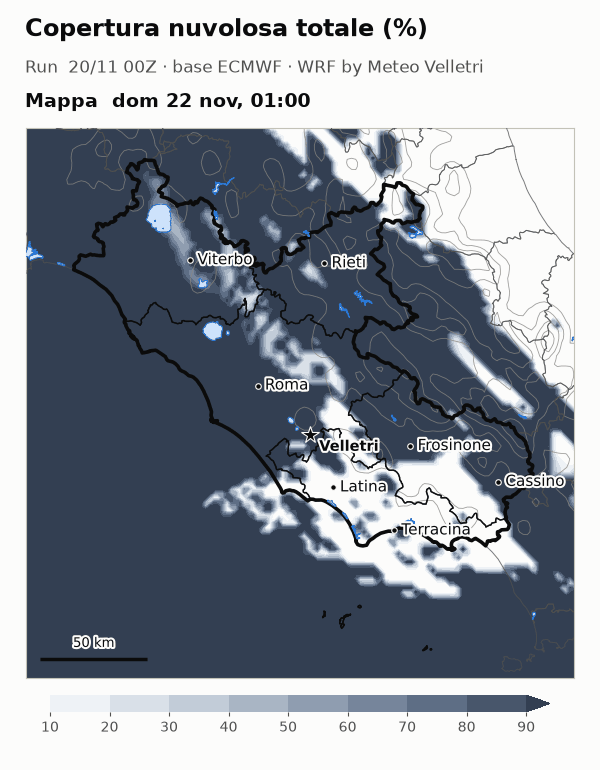 Copertura nuvolosa totale (%)
Run 20/11 00Z · base ECMWF · WRF by Meteo Velletri
Mappa dom 22 nov, 01:00
Viterbo
Rieti
Roma
Velletri
Frosinone
Cassino
Latina
Terracina
50 km
10 20 30 40 50 60 70 80 90